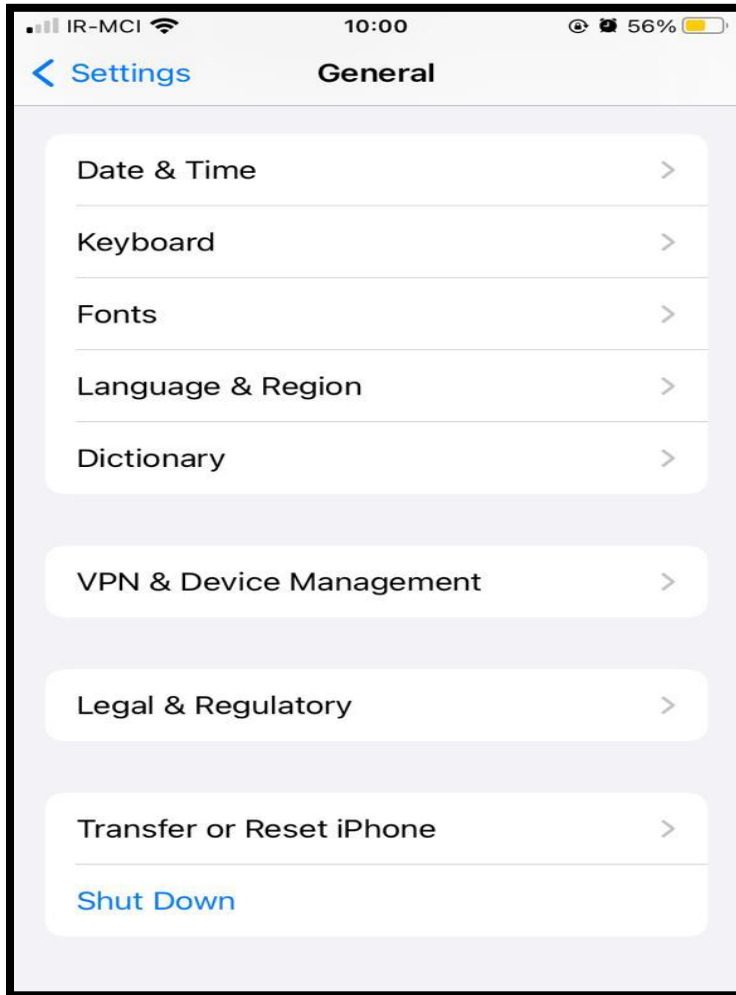 IR-MCI 10:00 56%
Settings General
Date & Time
Keyboard
Fonts
Language & Region
Dictionary
VPN & Device Management
Legal & Regulatory
Transfer or Reset iPhone
Shut Down